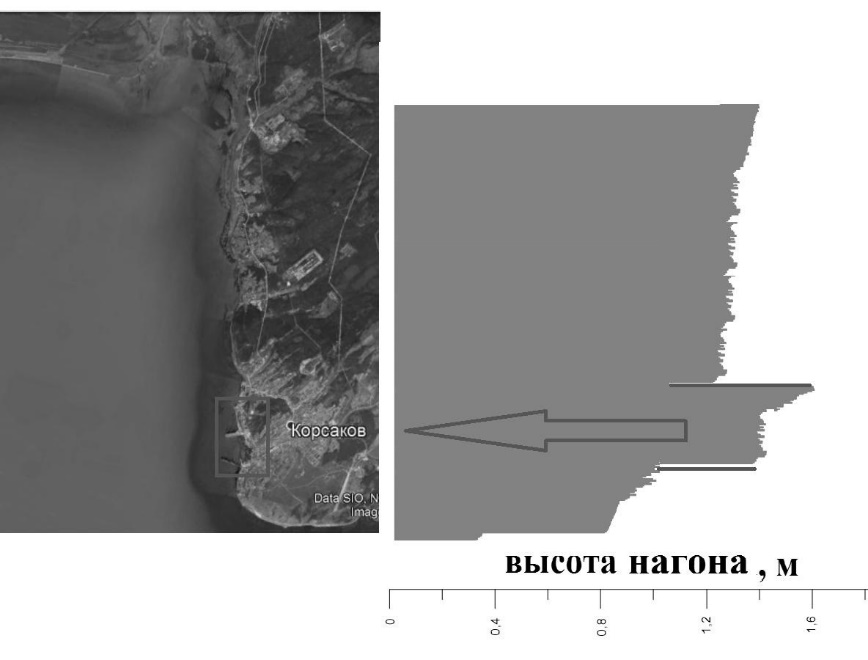 Корсаков
Data SIO, N
Imag
высота нагона , м
0
0,4
0,8
1,2
1,6